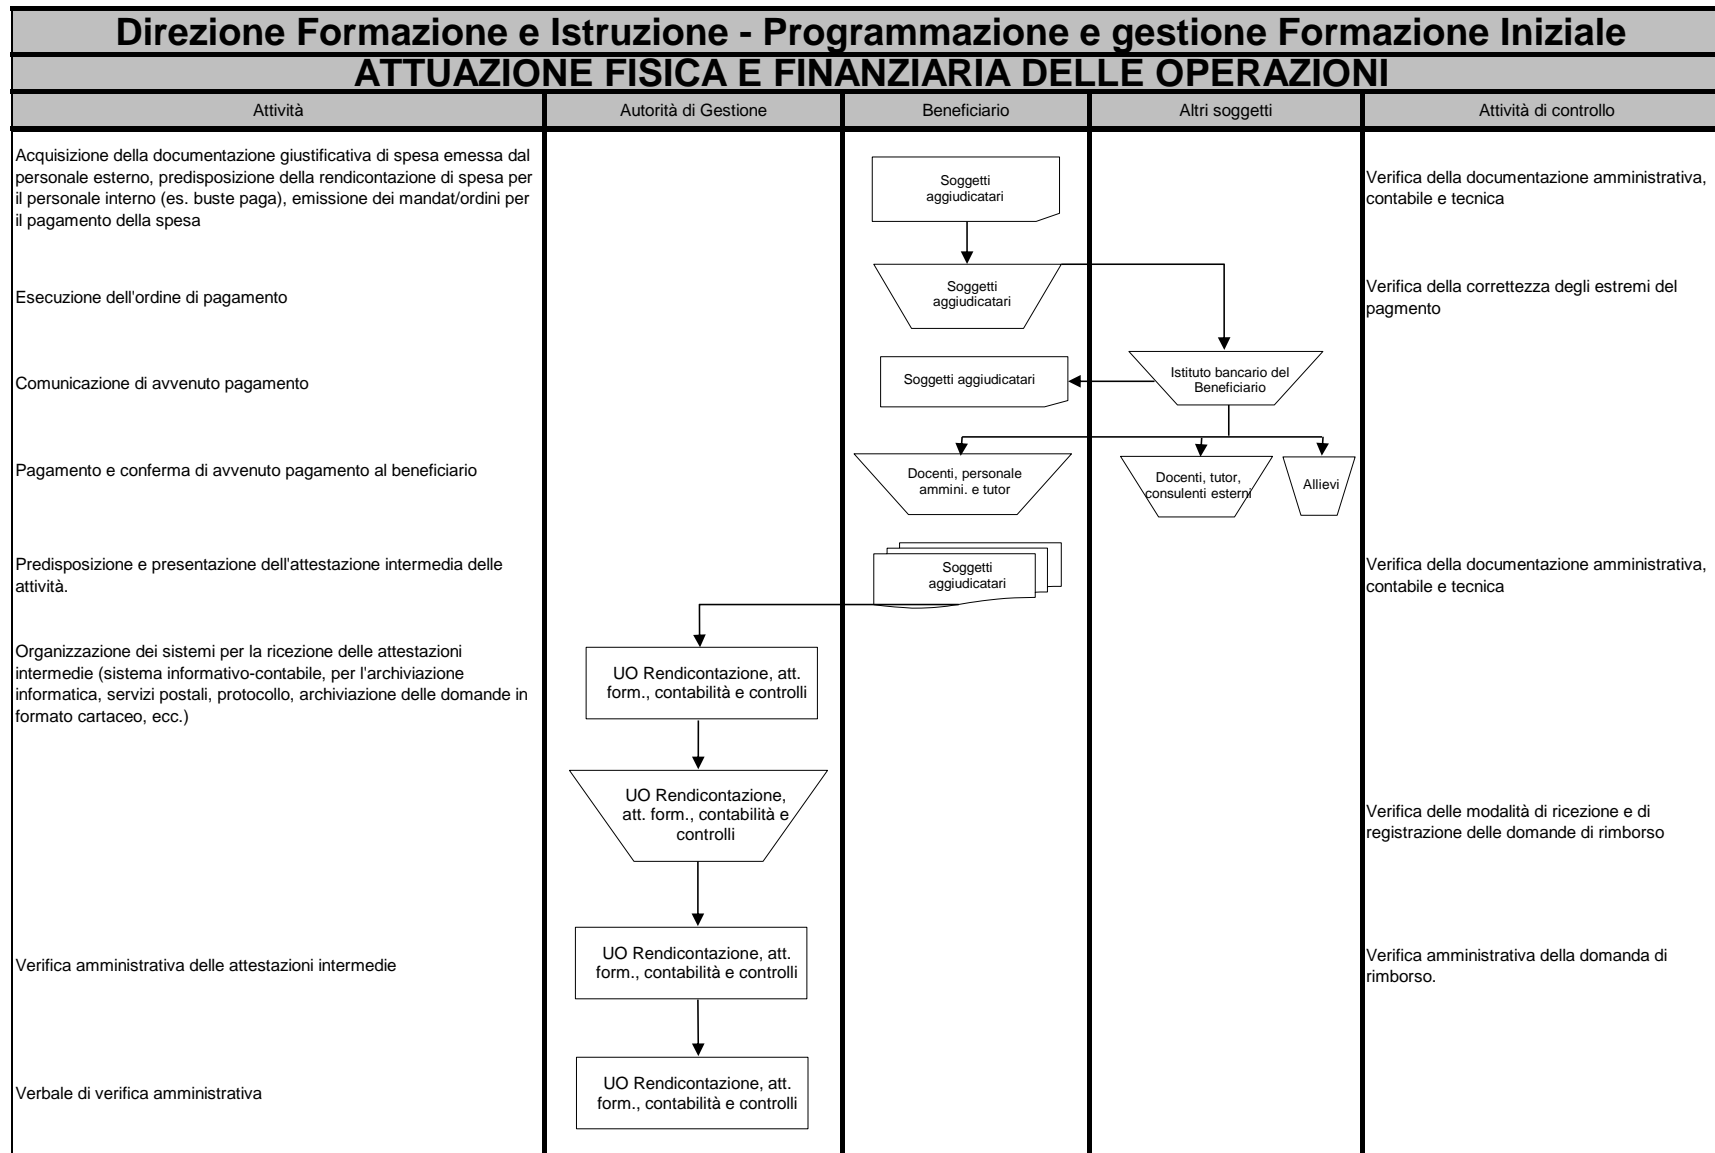 Direzione Formazione e Istruzione - Programmazione e gestione Formazione Iniziale
ATTUAZIONE FISICA E FINANZIARIA DELLE OPERAZIONI
Attività
Autorità di Gestione
Beneficiario
Altri soggetti
Attività di controllo
Acquisizione della documentazione giustificativa di spesa emessa dal
personale esterno, predisposizione della rendicontazione di spesa per
il personale interno (es. buste paga), emissione dei mandat/ordini per
il pagamento della spesa
Soggetti
aggiudicatari
Verifica della documentazione amministrativa,
contabile e tecnica
Esecuzione dell'ordine di pagamento
Soggetti
aggiudicatari
Verifica della correttezza degli estremi del
pagmento
Comunicazione di avvenuto pagamento
Soggetti aggiudicatari
Istituto bancario del
Beneficiario
Pagamento e conferma di avvenuto pagamento al beneficiario
Docenti, personale
ammini. e tutor
Docenti, tutor,
consulenti esterni
Allievi
Predisposizione e presentazione dell'attestazione intermedia delle
attività.
Soggetti
aggiudicatari
Verifica della documentazione amministrativa,
contabile e tecnica
Organizzazione dei sistemi per la ricezione delle attestazioni
intermedie (sistema informativo-contabile, per l'archiviazione
informatica, servizi postali, protocollo, archiviazione delle domande in
formato cartaceo, ecc.)
UO Rendicontazione, att.
form., contabilità e controlli
UO Rendicontazione,
att. form., contabilità e
controlli
Verifica delle modalità di ricezione e di
registrazione delle domande di rimborso
Verifica amministrativa delle attestazioni intermedie
UO Rendicontazione, att.
form., contabilità e controlli
Verifica amministrativa della domanda di
rimborso.
Verbale di verifica amministrativa
UO Rendicontazione, att.
form., contabilità e controlli